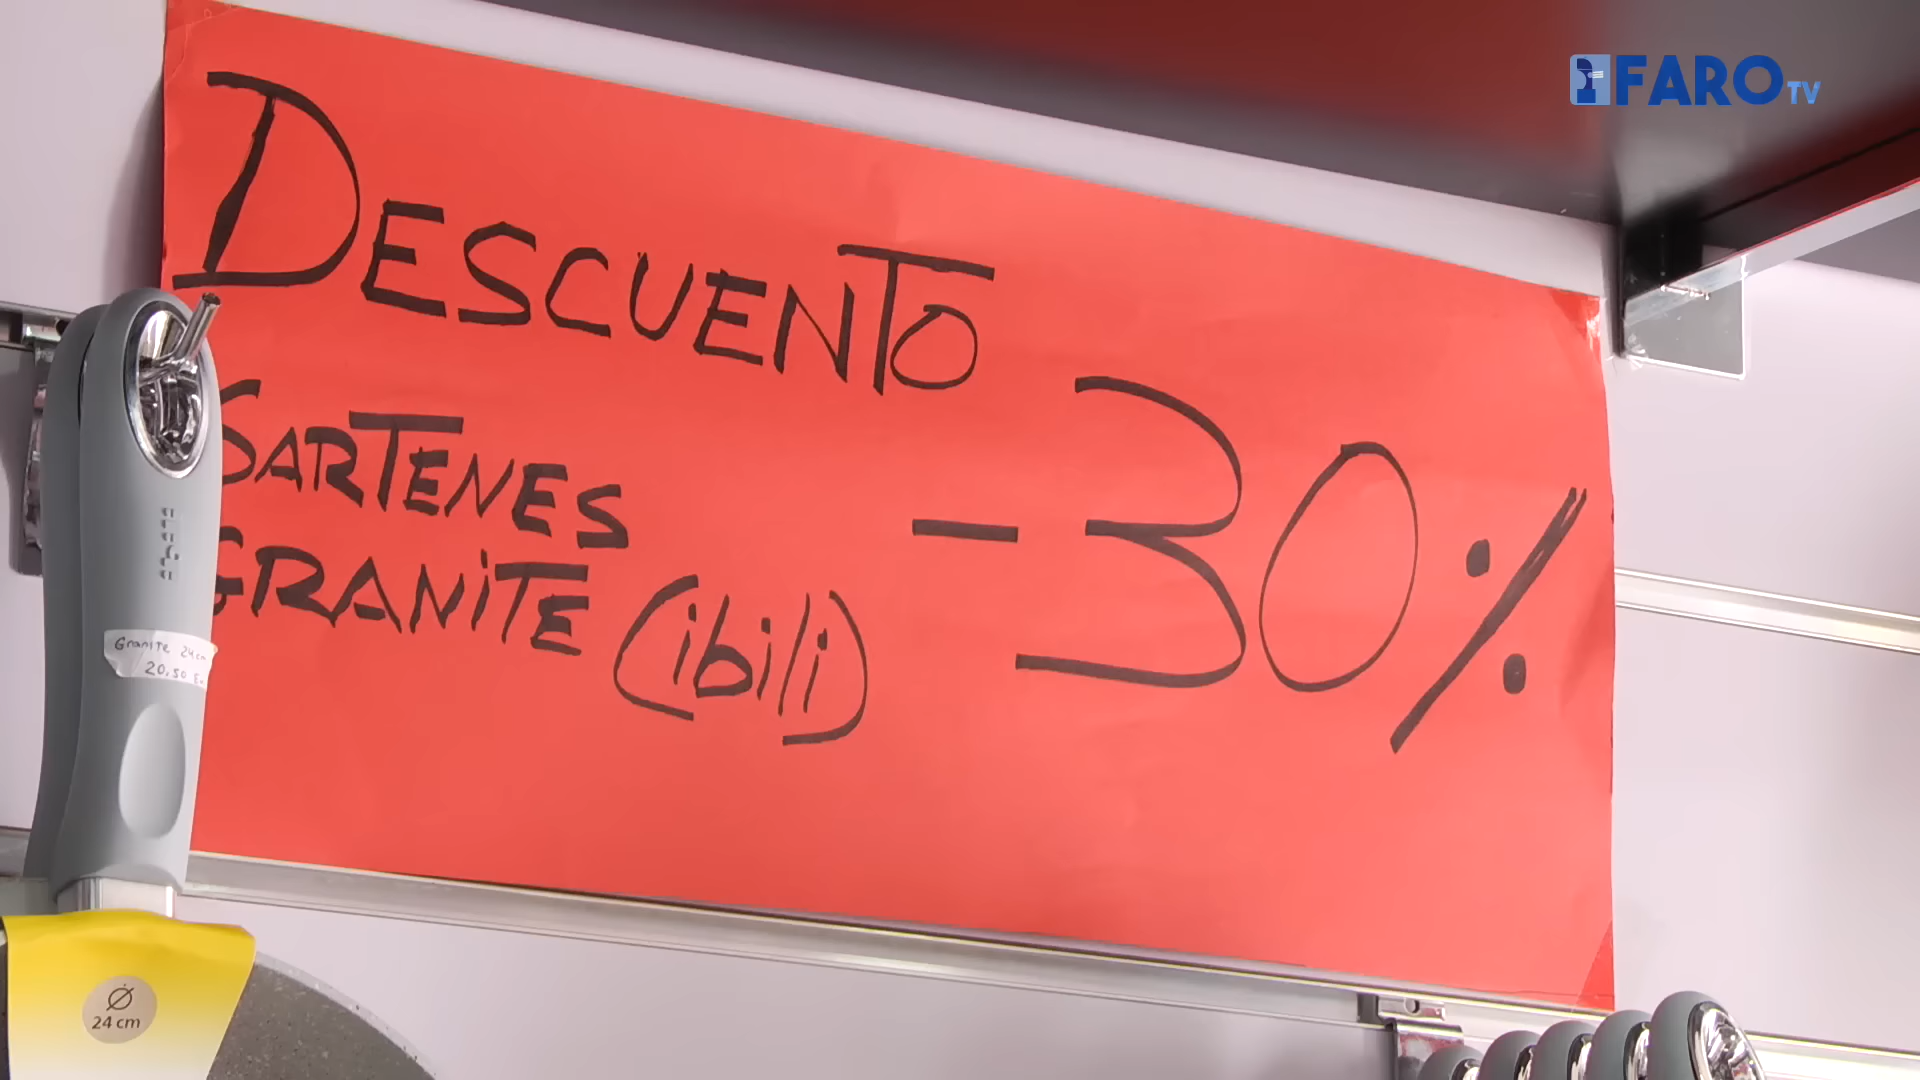 FARO TV
DESCUENTO
SARTENES
GRANiTE (ibili)
-30%
Granite 24cm
20.50
Ø
24 cm